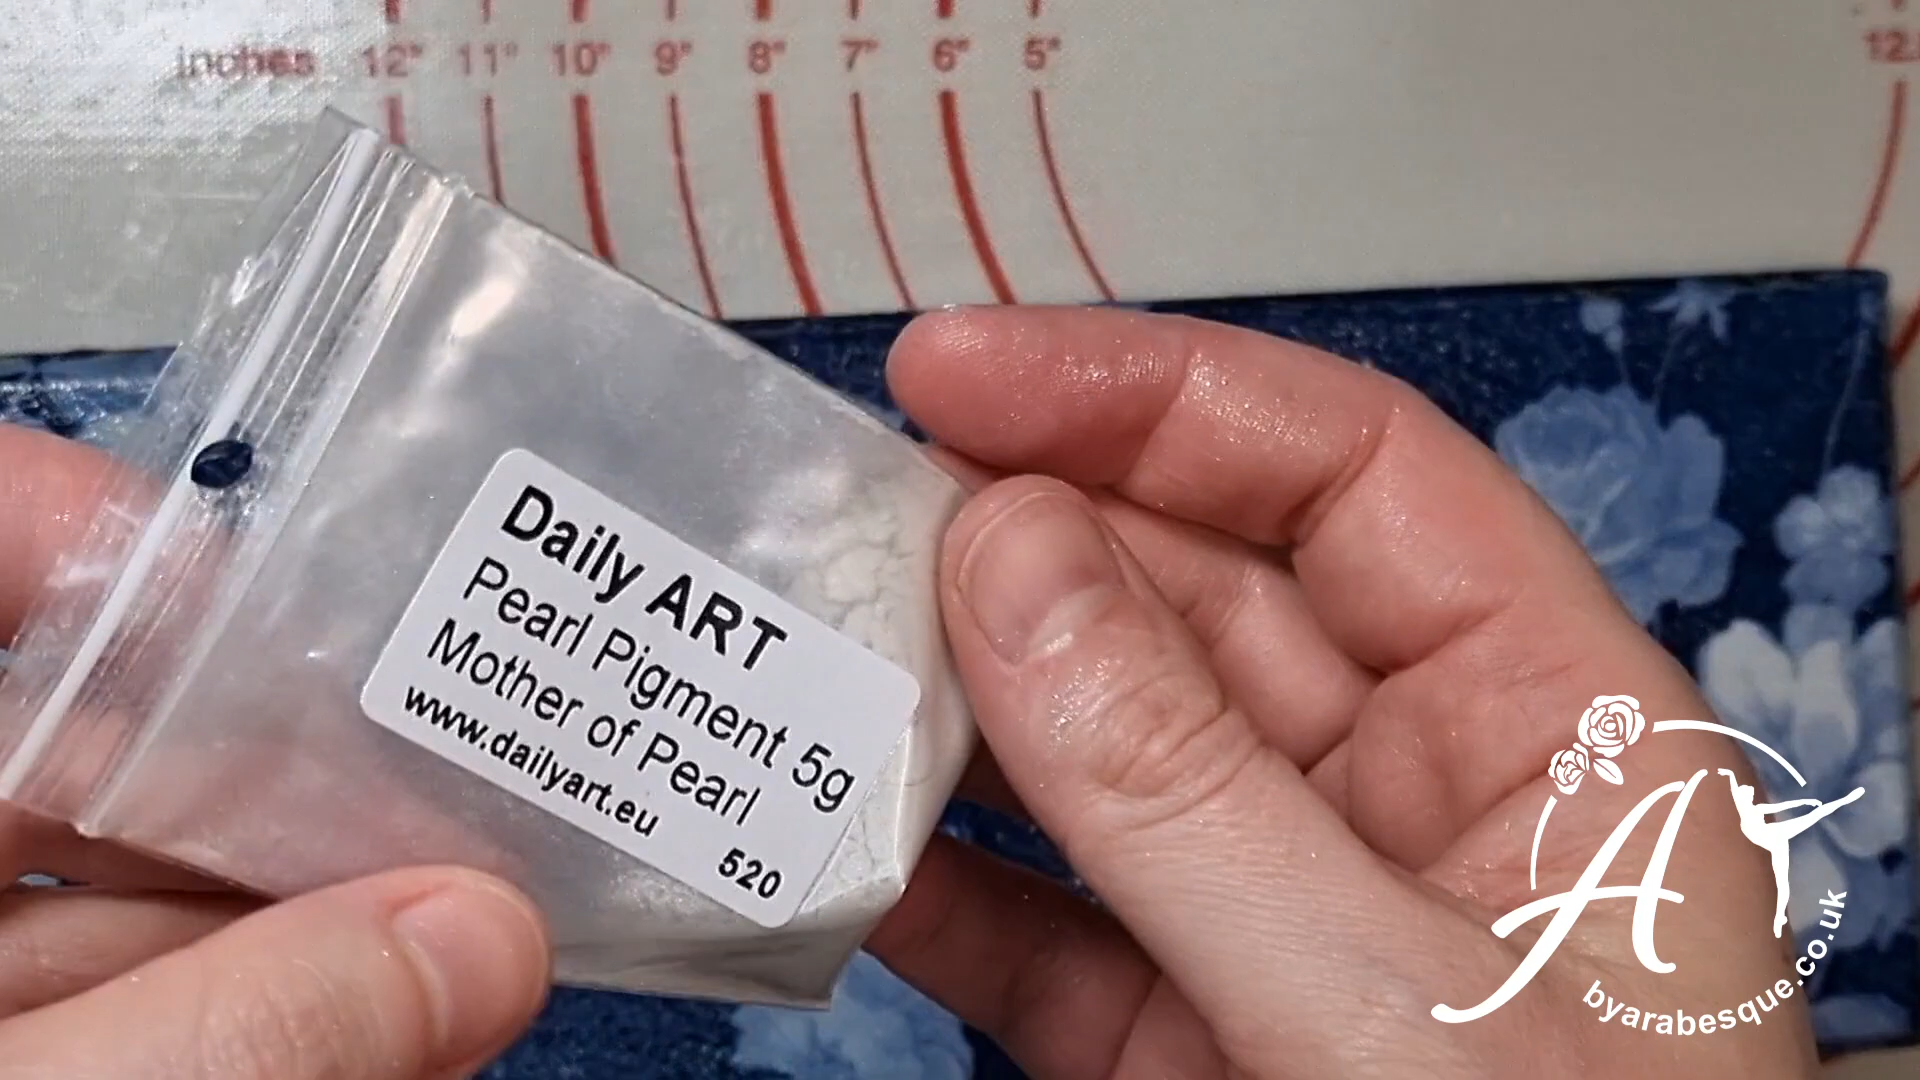 inches 12" 11" 10" 9" 8" 7" 6" 5"
Daily ART
Pearl Pigment 5g
Mother of Pearl
www.dailyart.eu
520
A
byarabesque.co.uk